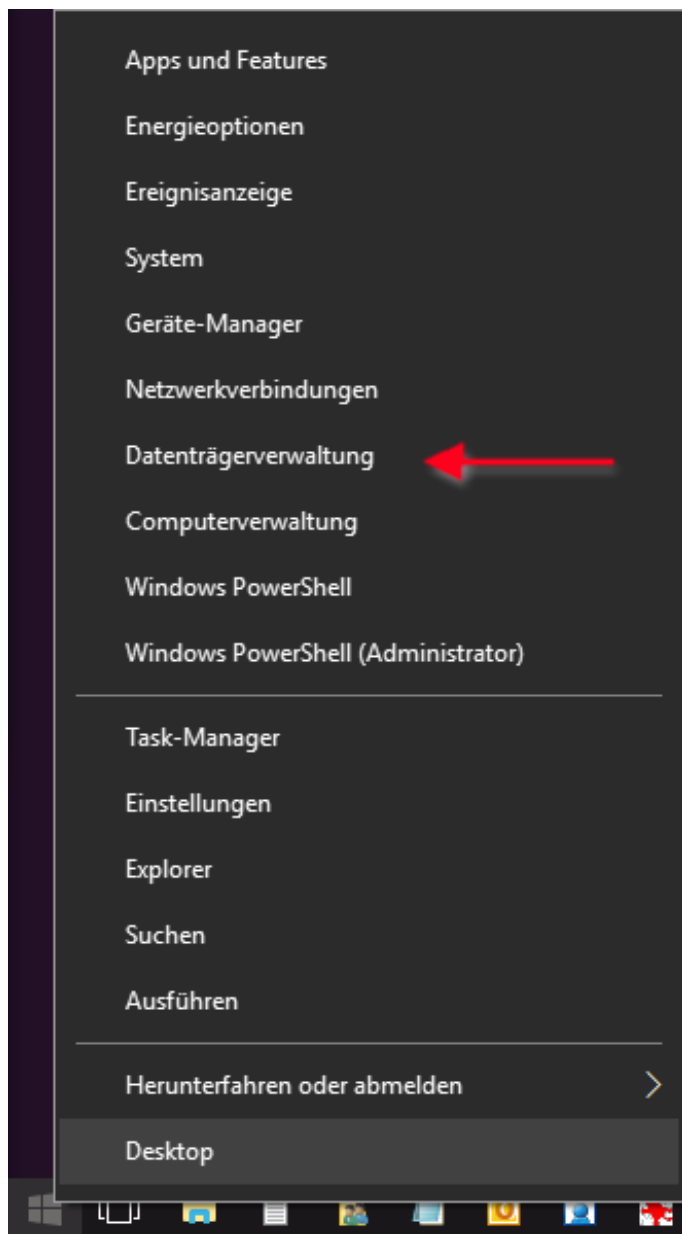 Apps und Features
Energieoptionen
Ereignisanzeige
System
Geräte-Manager
Netzwerkverbindungen
Datenträgerverwaltung
Computerverwaltung
Windows PowerShell
Windows PowerShell (Administrator)
Task-Manager
Einstellungen
Explorer
Suchen
Ausführen
Herunterfahren oder abmelden
Desktop